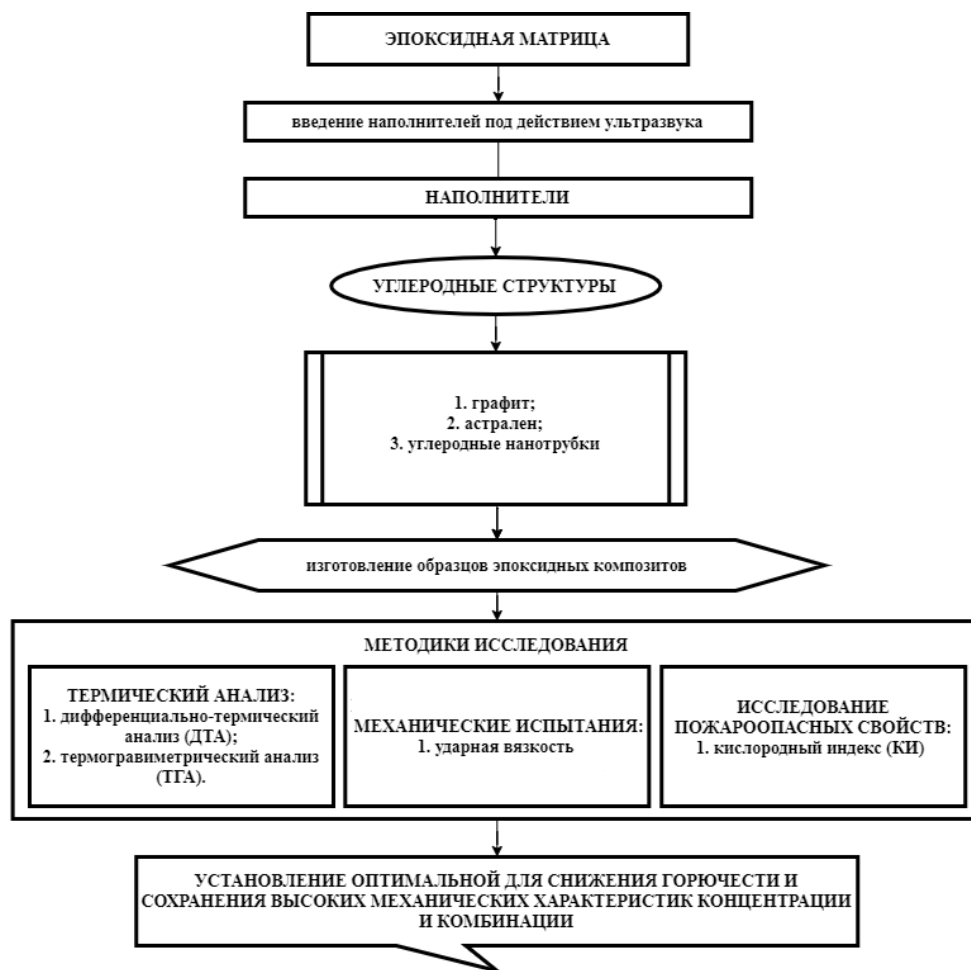 ЭПОКСИДНАЯ МАТРИЦА
введение наполнителей под действием ультразвука
НАПОЛНИТЕЛИ
УГЛЕРОДНЫЕ СТРУКТУРЫ
1. графит;
2. астрален;
3. углеродные нанотрубки
изготовление образцов эпоксидных композитов
МЕТОДИКИ ИССЛЕДОВАНИЯ
ТЕРМИЧЕСКИЙ АНАЛИЗ:
1. дифференциально-термический
анализ (ДТА);
2. термогравиметрический анализ
(ТГА).
МЕХАНИЧЕСКИЕ ИСПЫТАНИЯ:
1. ударная вязкость
ИССЛЕДОВАНИЕ
ПОЖАРООПАСНЫХ СВОЙСТВ:
1. кислородный индекс (КИ)
УСТАНОВЛЕНИЕ ОПТИМАЛЬНОЙ ДЛЯ СНИЖЕНИЯ ГОРЮЧЕСТИ И
СОХРАНЕНИЯ ВЫСОКИХ МЕХАНИЧЕСКИХ ХАРАКТЕРИСТИК КОНЦЕНТРАЦИИ
И КОМБИНАЦИИ